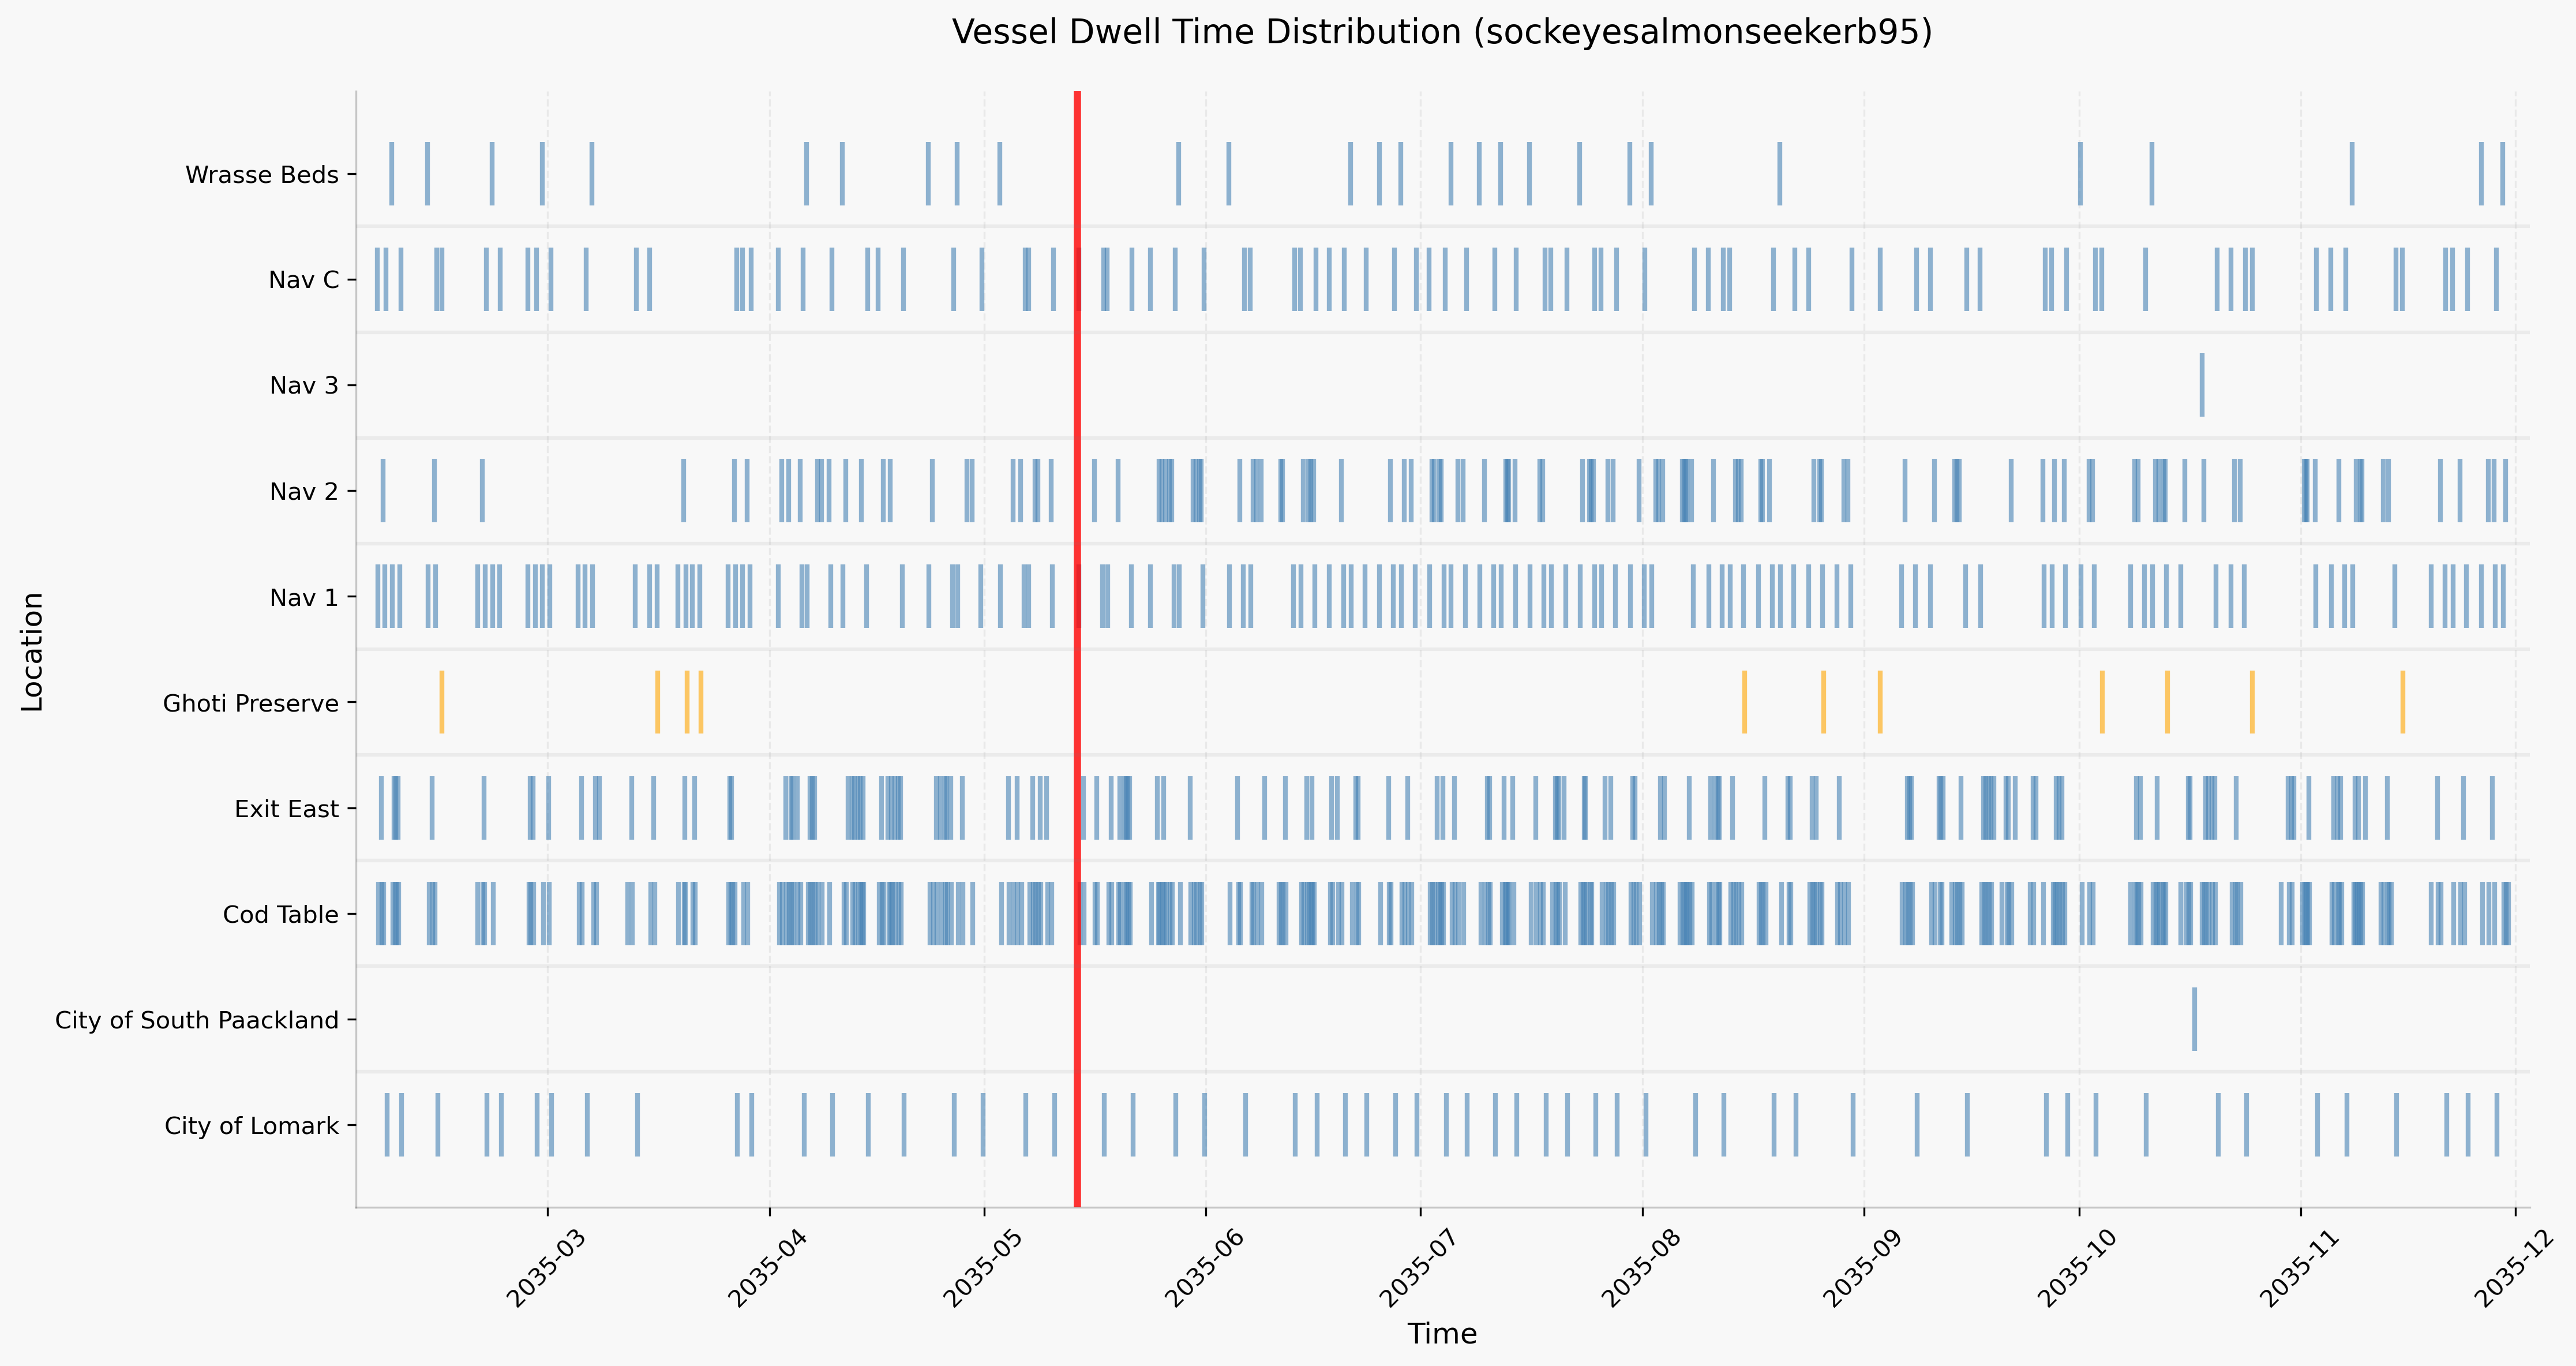 Vessel Dwell Time Distribution (sockeyesalmonseekerb95)
Location
Wrasse Beds
Nav C
Nav 3
Nav 2
Nav 1
Ghoti Preserve
Exit East
Cod Table
City of South Paackland
City of Lomark
2035-03
2035-04
2035-05
2035-06
2035-07
2035-08
2035-09
2035-10
2035-11
2035-12
Time